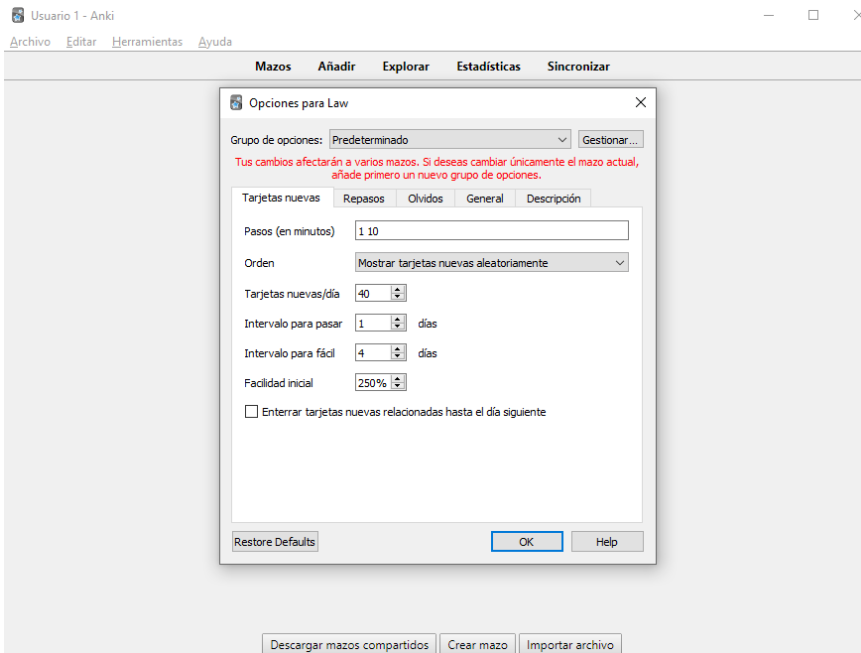 Usuario 1 - Anki
Archivo Editar Herramientas Ayuda
Mazos Añadir Explorar Estadísticas Sincronizar
Opciones para Law
Grupo de opciones: Predeterminado Gestionar...
Tus cambios afectarán a varios mazos. Si deseas cambiar únicamente el mazo actual,
añade primero un nuevo grupo de opciones.
Tarjetas nuevas Repasos Olvidos General Descripción
Pasos (en minutos) 1 10
Orden Mostrar tarjetas nuevas aleatoriamente
Tarjetas nuevas/día 40
Intervalo para pasar 1 días
Intervalo para fácil 4 días
Facilidad inicial 250%
Enterrar tarjetas nuevas relacionadas hasta el día siguiente
Restore Defaults OK Help
Descargar mazos compartidos Crear mazo Importar archivo